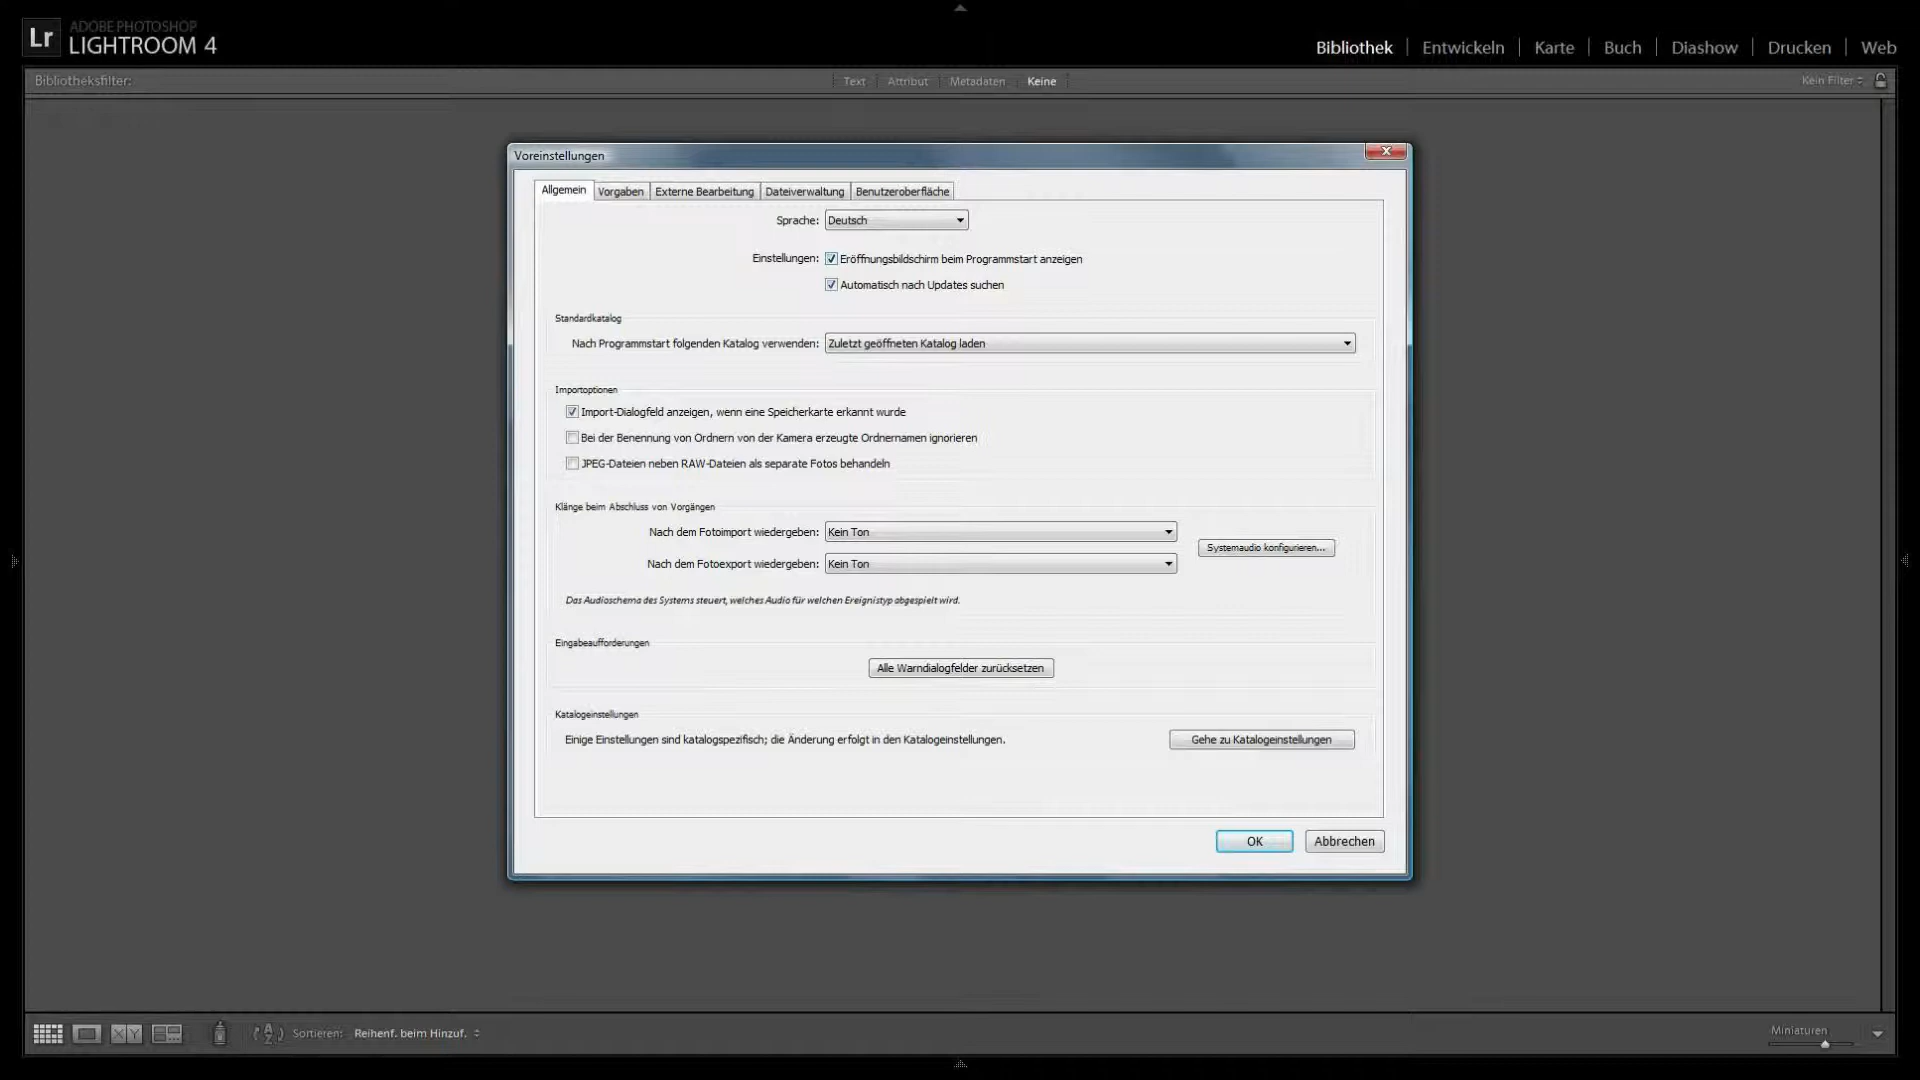 Lr
ADOBE PHOTOSHOP
LIGHTROOM 4
Bibliothek | Entwickeln | Karte | Buch | Diashow | Drucken | Web
Bibliotheksfilter: Text Attribut Metadaten Keine Kein Filter
Voreinstellungen
Allgemein Vorgaben Externe Bearbeitung Dateiverwaltung Benutzeroberfläche
Sprache: Deutsch
Einstellungen: Eröffnungsbildschirm beim Programmstart anzeigen
Automatisch nach Updates suchen
Standardkatalog
Nach Programmstart folgenden Katalog verwenden: Zuletzt geöffneten Katalog laden
Importoptionen
Import-Dialogfeld anzeigen, wenn eine Speicherkarte erkannt wurde
Bei der Benennung von Ordnern von der Kamera erzeugte Ordnernamen ignorieren
JPEG-Dateien neben RAW-Dateien als separate Fotos behandeln
Klänge beim Abschluss von Vorgängen
Nach dem Fotoimport wiedergeben: Kein Ton
Systemaudio konfigurieren...
Nach dem Fotoexport wiedergeben: Kein Ton
Das Audioschema des Systems steuert, welches Audio für welchen Ereignistyp abgespielt wird.
Eingabeaufforderungen
Alle Warndialogfelder zurücksetzen
Katalogeinstellungen
Einige Einstellungen sind katalogspezifisch; die Änderung erfolgt in den Katalogeinstellungen. Gehe zu Katalogeinstellungen
OK Abbrechen
XY AZ Sortieren: Reihenf. beim Hinzuf. Miniaturen